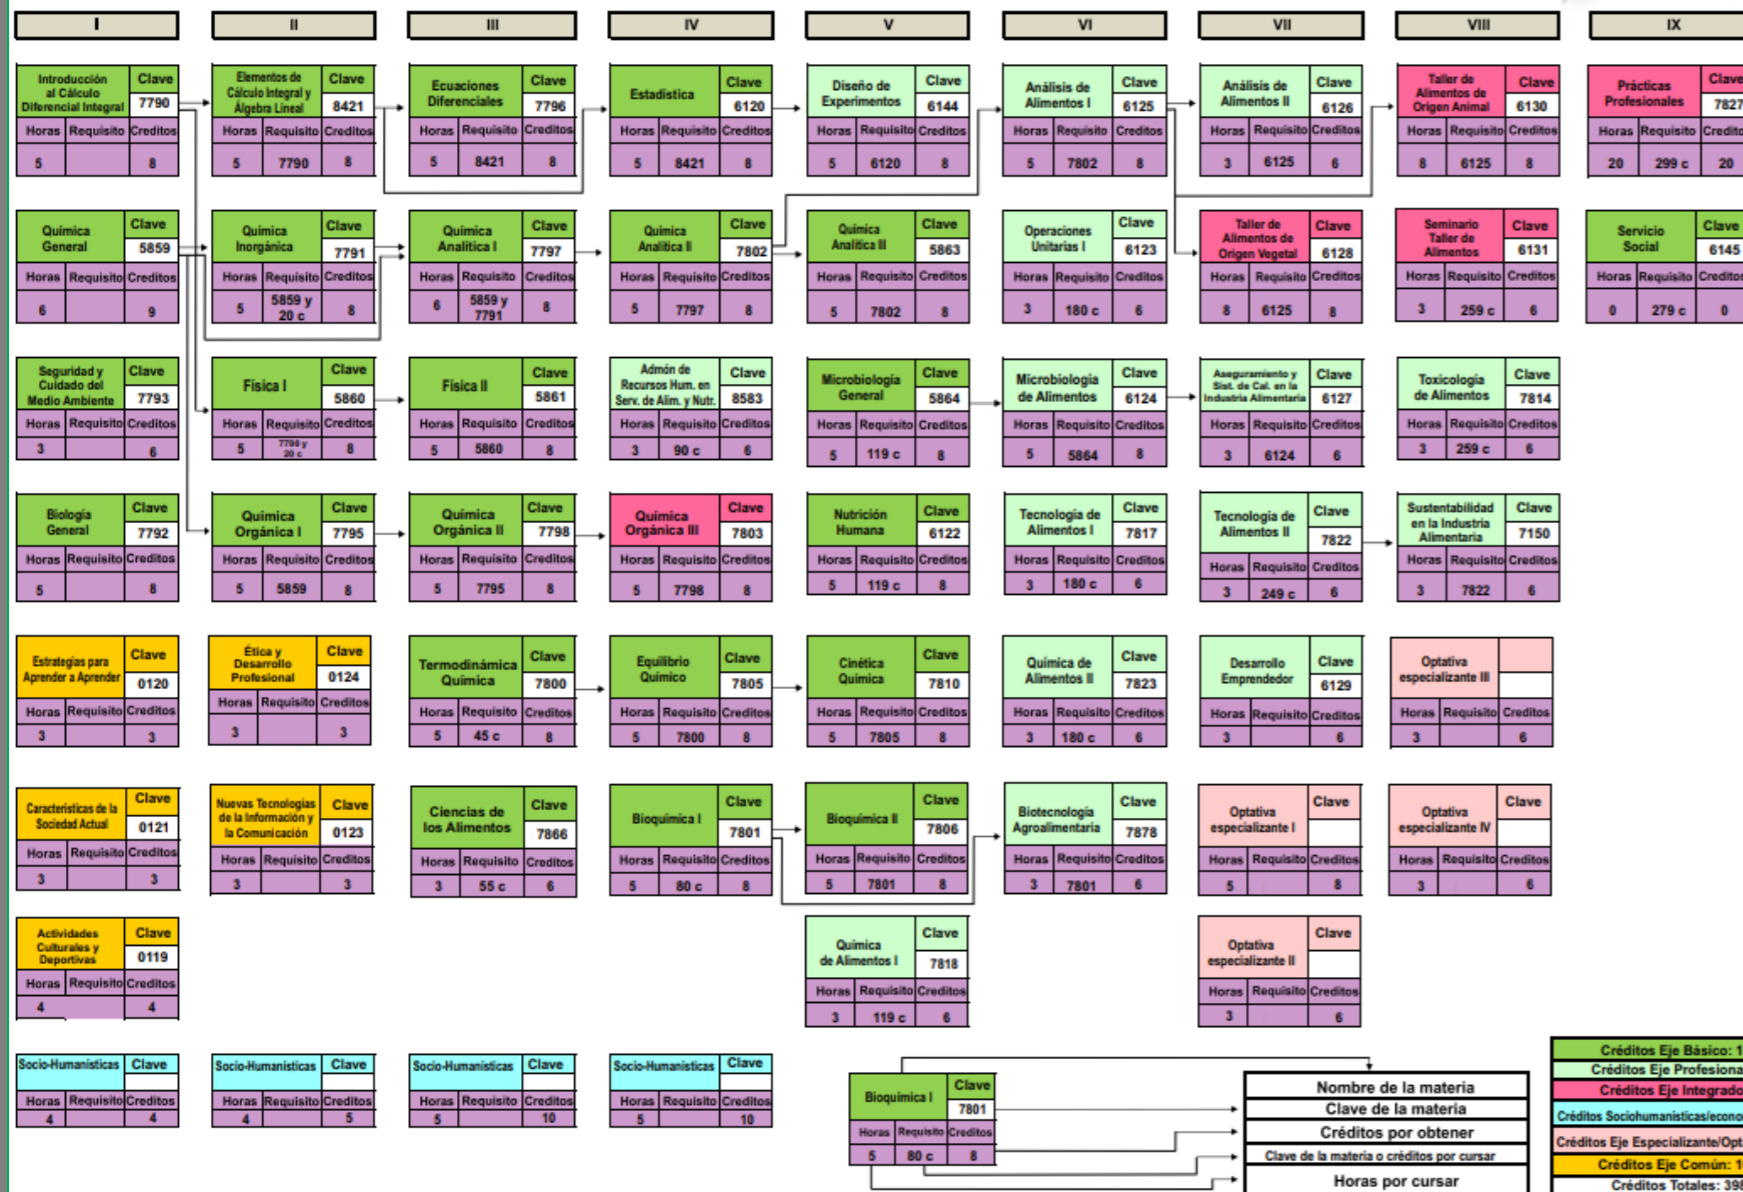 I II III IV V VI VII VIII IX
Introducción al Cálculo Diferencial Integral Clave 7790
Horas Requisito Creditos
5 8
Elementos de Cálculo Integral y Álgebra Lineal Clave 8421
Horas Requisito Creditos
5 7790 8
Ecuaciones Diferenciales Clave 7796
Horas Requisito Creditos
5 8421 8
Estadística Clave 6120
Horas Requisito Creditos
5 8421 8
Diseño de Experimentos Clave 6144
Horas Requisito Creditos
5 6120 8
Análisis de Alimentos I Clave 6125
Horas Requisito Creditos
5 7802 8
Análisis de Alimentos II Clave 6126
Horas Requisito Creditos
3 6125 6
Taller de Alimentos de Origen Animal Clave 6130
Horas Requisito Creditos
8 6125 8
Prácticas Profesionales Clave 7827
Horas Requisito Credito
20 299 c 20
Química General Clave 5859
Horas Requisito Creditos
6 9
Química Inorgánica Clave 7791
Horas Requisito Creditos
5 5859 y 20 c 8
Química Analítica I Clave 7797
Horas Requisito Creditos
6 5859 y 7791 8
Química Analítica II Clave 7802
Horas Requisito Creditos
5 7797 8
Química Analítica III Clave 5863
Horas Requisito Creditos
5 7802 8
Operaciones Unitarias I Clave 6123
Horas Requisito Creditos
3 180 c 6
Taller de Alimentos de Origen Vegetal Clave 6128
Horas Requisito Creditos
8 6125 8
Seminario Taller de Alimentos Clave 6131
Horas Requisito Creditos
3 259 c 6
Servicio Social Clave 6145
Horas Requisito Credito
0 279 c 0
Seguridad y Cuidado del Medio Ambiente Clave 7793
Horas Requisito Creditos
3 6
Física I Clave 5860
Horas Requisito Creditos
5 7790 y 20 c 8
Física II Clave 5861
Horas Requisito Creditos
5 5860 8
Admón de Recursos Hum. en Serv. de Alim. y Nutr. Clave 8583
Horas Requisito Creditos
3 90 c 6
Microbiología General Clave 5864
Horas Requisito Creditos
5 119 c 8
Microbiología de Alimentos Clave 6124
Horas Requisito Creditos
5 5864 8
Aseguramiento y Sist. de Cal. en la Industria Alimentaria Clave 6127
Horas Requisito Creditos
3 6124 6
Toxicología de Alimentos Clave 7814
Horas Requisito Creditos
3 259 c 6
Biología General Clave 7792
Horas Requisito Creditos
5 8
Química Orgánica I Clave 7795
Horas Requisito Creditos
5 5859 8
Química Orgánica II Clave 7798
Horas Requisito Creditos
5 7795 8
Química Orgánica III Clave 7803
Horas Requisito Creditos
5 7798 8
Nutrición Humana Clave 6122
Horas Requisito Creditos
5 119 c 8
Tecnología de Alimentos I Clave 7817
Horas Requisito Creditos
3 180 c 6
Tecnología de Alimentos II Clave 7822
Horas Requisito Creditos
3 249 c 6
Sustentabilidad en la Industria Alimentaria Clave 7150
Horas Requisito Creditos
3 7822 6
Estrategias para Aprender a Aprender Clave 0120
Horas Requisito Creditos
3 3
Ética y Desarrollo Profesional Clave 0124
Horas Requisito Creditos
3 3
Termodinámica Química Clave 7800
Horas Requisito Creditos
5 45 c 8
Equilibrio Químico Clave 7805
Horas Requisito Creditos
5 7800 8
Cinética Química Clave 7810
Horas Requisito Creditos
5 7805 8
Química de Alimentos II Clave 7823
Horas Requisito Creditos
3 180 c 6
Desarrollo Emprendedor Clave 6129
Horas Requisito Creditos
3 6
Optativa especializante III
Horas Requisito Creditos
3 6
Características de la Sociedad Actual Clave 0121
Horas Requisito Creditos
3 3
Nuevas Tecnologías de la Información y la Comunicación Clave 0123
Horas Requisito Creditos
3 3
Ciencias de los Alimentos Clave 7866
Horas Requisito Creditos
3 55 c 6
Bioquímica I Clave 7801
Horas Requisito Creditos
5 80 c 8
Bioquímica II Clave 7806
Horas Requisito Creditos
5 7801 8
Biotecnología Agroalimentaria Clave 7878
Horas Requisito Creditos
3 7801 6
Optativa especializante I Clave
Horas Requisito Creditos
5 8
Optativa especializante IV Clave
Horas Requisito Creditos
3 6
Actividades Culturales y Deportivas Clave 0119
Horas Requisito Creditos
4 4
Química de Alimentos I Clave 7818
Horas Requisito Creditos
3 119 c 6
Optativa especializante II Clave
Horas Requisito Creditos
3 6
Socio-Humanísticas Clave
Horas Requisito Creditos
4 4
Socio-Humanísticas Clave
Horas Requisito Creditos
4 5
Socio-Humanísticas Clave
Horas Requisito Creditos
5 10
Socio-Humanísticas Clave
Horas Requisito Creditos
5 10
Bioquímica I Clave 7801
Horas Requisito Creditos
5 80 c 8
Nombre de la materia
Clave de la materia
Créditos por obtener
Clave de la materia o créditos por cursar
Horas por cursar
Créditos Eje Básico: 1
Créditos Eje Profesiona
Créditos Eje Integrado
Créditos Sociohumanisticas/econo
Créditos Eje Especializante/Opt
Créditos Eje Común: 1
Créditos Totales: 398